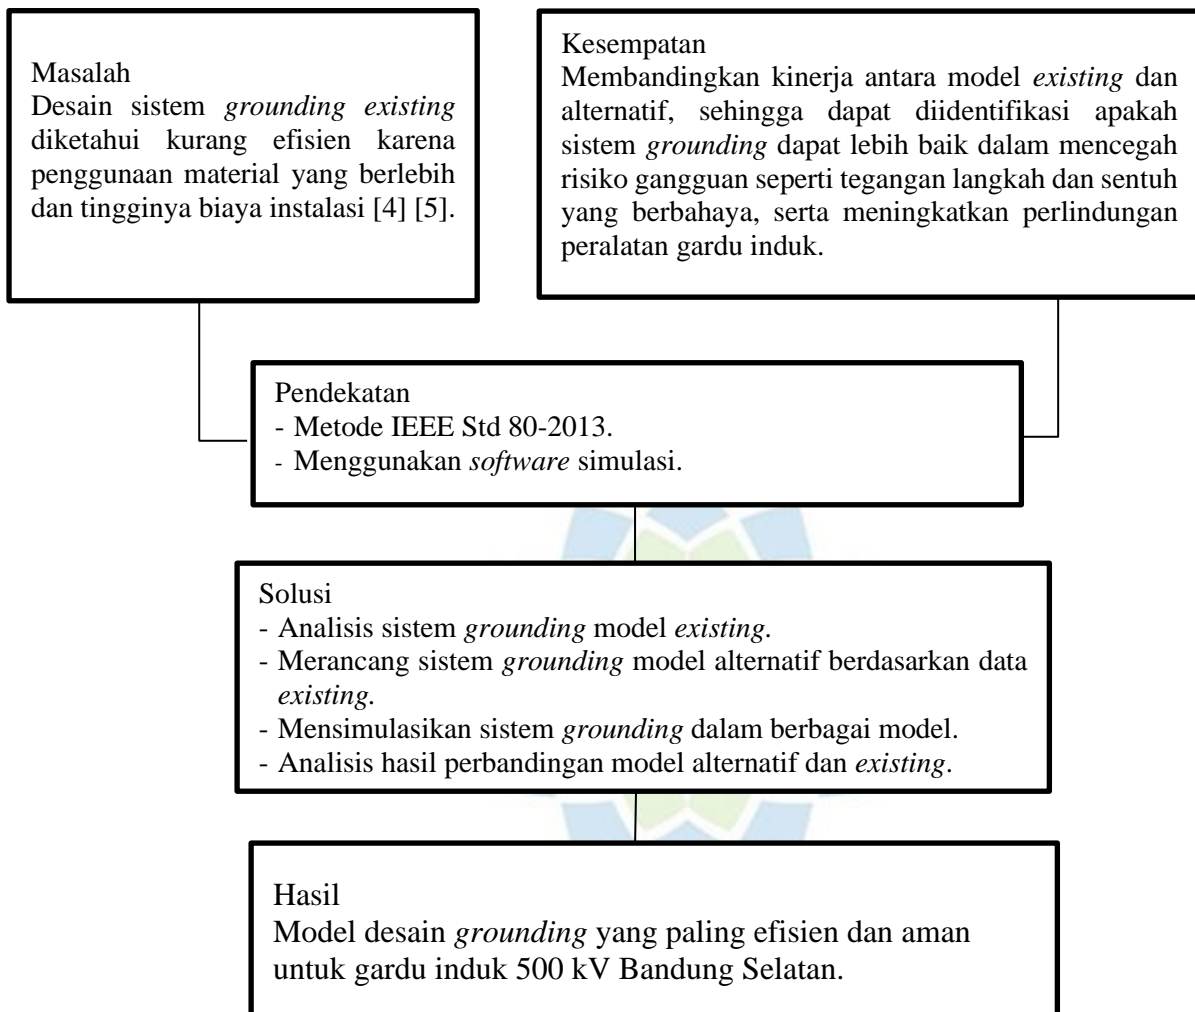 Masalah
Desain sistem grounding existing
diketahui kurang efisien karena
penggunaan material yang berlebih
dan tingginya biaya instalasi [4] [5].
Kesempatan
Membandingkan kinerja antara model existing dan
alternatif, sehingga dapat diidentifikasi apakah
sistem grounding dapat lebih baik dalam mencegah
risiko gangguan seperti tegangan langkah dan sentuh
yang berbahaya, serta meningkatkan perlindungan
peralatan gardu induk.
Pendekatan
- Metode IEEE Std 80-2013.
- Menggunakan software simulasi.
Solusi
- Analisis sistem grounding model existing.
- Merancang sistem grounding model alternatif berdasarkan data
existing.
- Mensimulasikan sistem grounding dalam berbagai model.
- Analisis hasil perbandingan model alternatif dan existing.
Hasil
Model desain grounding yang paling efisien dan aman
untuk gardu induk 500 kV Bandung Selatan.